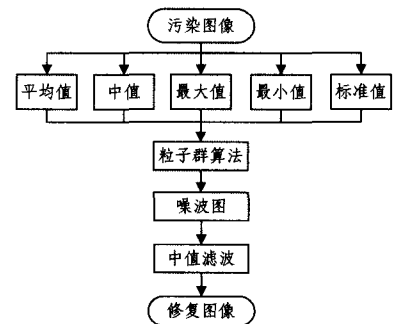 污染图像
平均值
中值
最大值
最小值
标准值
粒子群算法
噪波图
中值滤波
修复图像